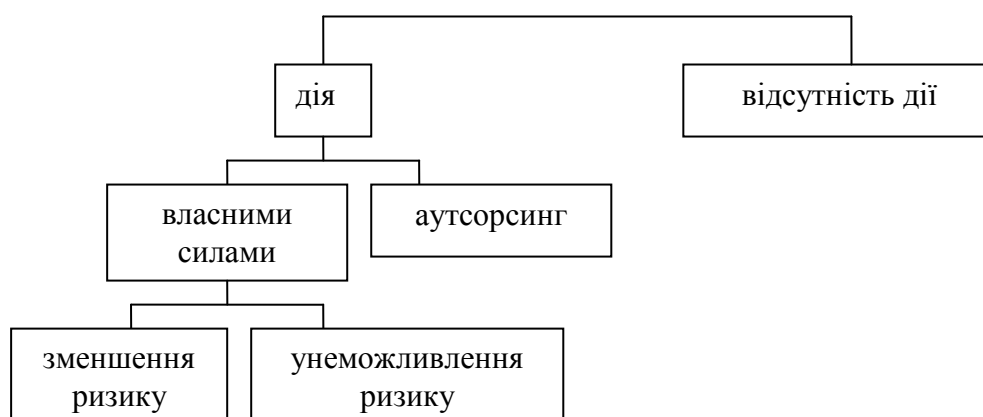 дія
відсутність дії
власними
силами
аутсорсинг
зменшення
ризику
унеможливлення
ризику